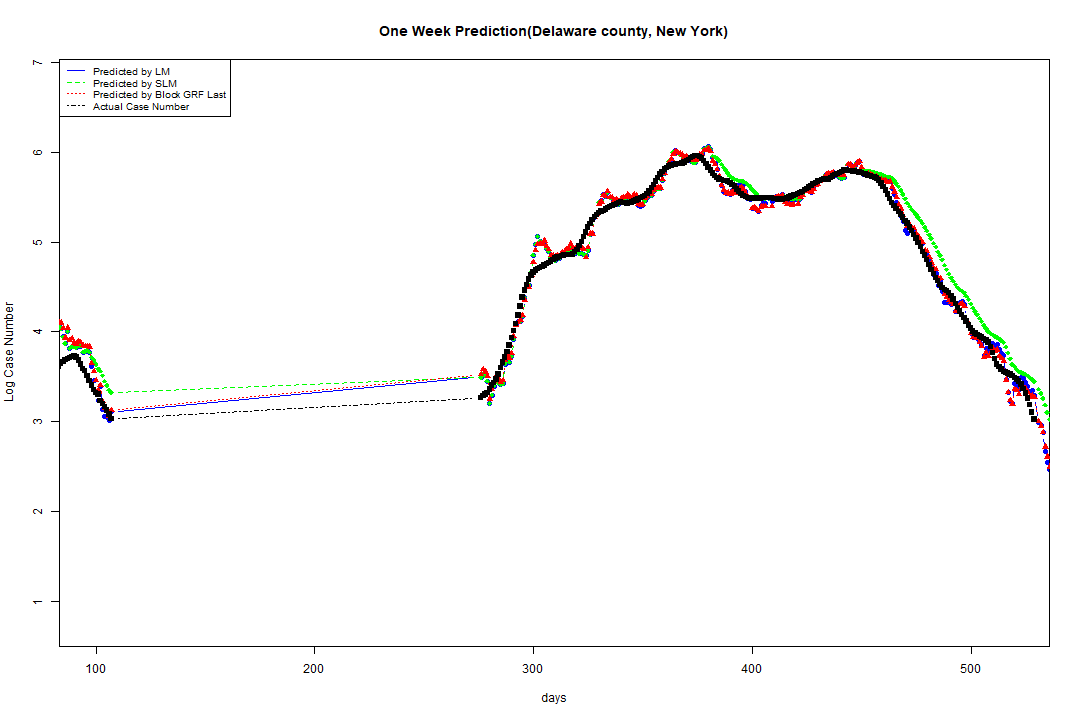 One Week Prediction(Delaware county, New York)
Predicted by LM
Predicted by SLM
Predicted by Block GRF Last
Actual Case Number
7
6
5
4
3
2
1
Log Case Number
100 200 300 400 500
days